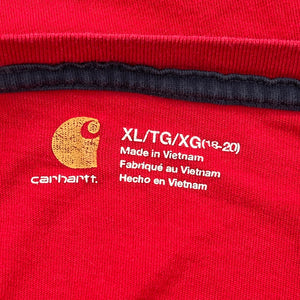 carhartt.
XL/TG/XG(18-20)
Made in Vietnam
Fabriqué au Vietnam
Hecho en Vietnam